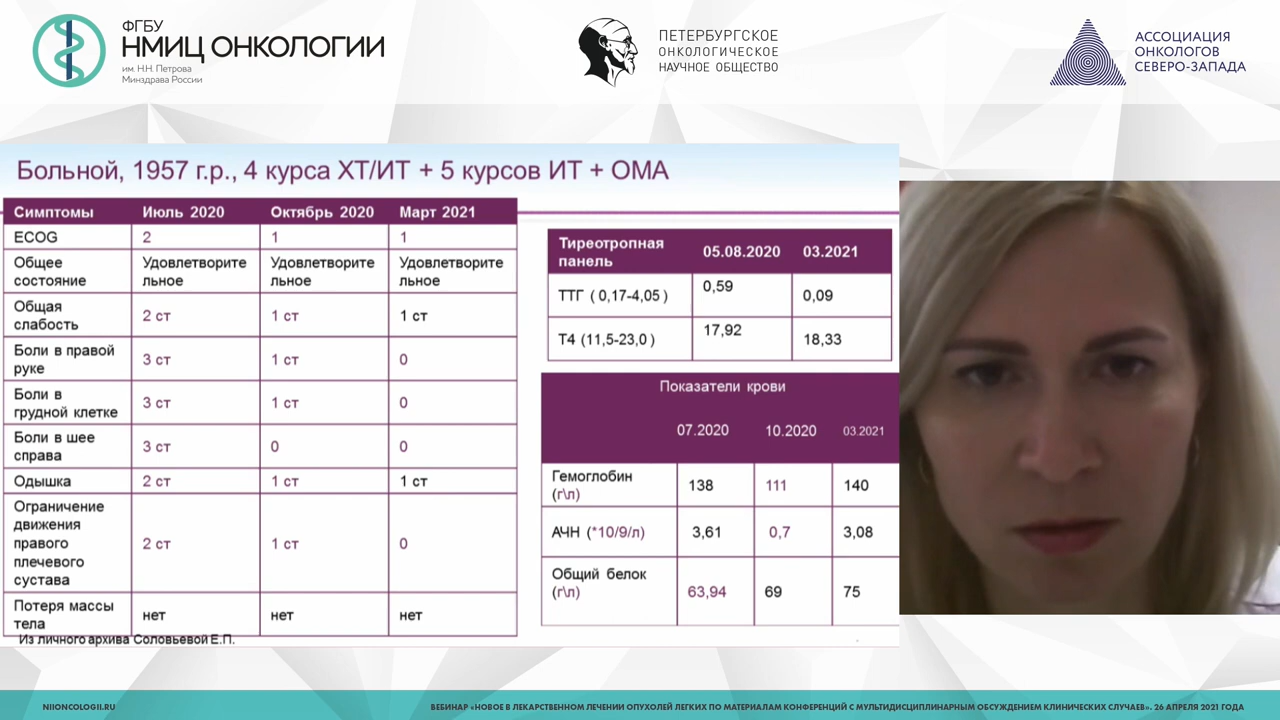 ФГБУ
НМИЦ ОНКОЛОГИИ
им. Н.Н. Петрова
Минздрава России
ПЕТЕРБУРГСКОЕ
ОНКОЛОГИЧЕСКОЕ
НАУЧНОЕ ОБЩЕСТВО
АССОЦИАЦИЯ
ОНКОЛОГОВ
СЕВЕРО-ЗАПАДА
Больной, 1957 г.р., 4 курса ХТ/ИТ + 5 курсов ИТ + ОМА
Симптомы Июль 2020 Октябрь 2020 Март 2021
ECOG 2 1 1
Общее Удовлетворите Удовлетворите Удовлетворите
состояние льное льное льное
Общая
слабость 2 ст 1 ст 1 ст
Боли в правой
руке 3 ст 1 ст 0
Боли в
грудной клетке 3 ст 1 ст 0
Боли в шее
справа 3 ст 0 0
Одышка 2 ст 1 ст 1 ст
Ограничение
движения
правого 2 ст 1 ст 0
плечевого
сустава
Потеря массы
тела нет нет нет
Из личного архива Соловьевой Е.П.
Тиреотропная
панель 05.08.2020 03.2021
ТТГ ( 0,17-4,05 ) 0,59 0,09
Т4 (11,5-23,0 ) 17,92 18,33
Показатели крови
07.2020 10.2020 03.2021
Гемоглобин
(г\л) 138 111 140
АЧН (*10/9/л) 3,61 0,7 3,08
Общий белок
(г\л) 63,94 69 75
NIIONCOLOGII.RU
ВЕБИНАР «НОВОЕ В ЛЕКАРСТВЕННОМ ЛЕЧЕНИИ ОПУХОЛЕЙ ЛЕГКИХ ПО МАТЕРИАЛАМ КОНФЕРЕНЦИЙ С МУЛЬТИДИСЦИПЛИНАРНЫМ ОБСУЖДЕНИЕМ КЛИНИЧЕСКИХ СЛУЧАЕВ». 26 АПРЕЛЯ 2021 ГОДА